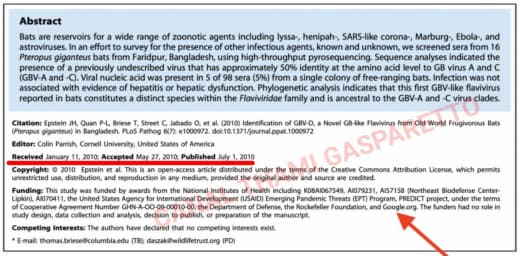 Abstract
Bats are reservoirs for a wide range of zoonotic agents including lyssa-, henipah-, SARS-like corona-, Marburg-, Ebola-, and
astroviruses. In an effort to survey for the presence of other infectious agents, known and unknown, we screened sera from 16
Pteropus giganteus bats from Faridpur, Bangladesh, using high-throughput pyrosequencing. Sequence analyses indicated the
presence of a previously undescribed virus that has approximately 50% identity at the amino acid level to GB virus A and C
(GBV-A and -C). Viral nucleic acid was present in 5 of 98 sera (5%) from a single colony of free-ranging bats. Infection was not
associated with evidence of hepatitis or hepatic dysfunction. Phylogenetic analysis indicates that this first GBV-like flavivirus
reported in bats constitutes a distinct species within the Flaviviridae family and is ancestral to the GBV-A and -C virus clades.
Citation: Epstein JH, Quan P-L, Briese T, Street C, Jabado O, et al. (2010) Identification of GBV-D, a Novel GB-like Flavivirus from Old World Frugivorous Bats
(Pteropus giganteus) in Bangladesh. PLoS Pathog 6(7): e1000972. doi:10.1371/journal.ppat.1000972
Editor: Colin Parrish, Cornell University, United States of America
Received January 11, 2010; Accepted May 27, 2010; Published July 1, 2010
Copyright: © 2010 Epstein et al. This is an open-access article distributed under the terms of the Creative Commons Attribution License, which permits
unrestricted use, distribution, and reproduction in any medium, provided the original author and source are credited.
Funding: This study was funded by awards from the National Institutes of Health including K08AI067549, AI079231, AI57158 (Northeast Biodefense Center-
Lipkin), AI070411, the United States Agency for International Development (USAID) Emerging Pandemic Threats (EPT) Program, PREDICT project, under the terms
of Cooperative Agreement Number GHN-A-OO-09-00010-00, the Department of Defense, the Rockefeller Foundation, and Google.org. The funders had no role in
study design, data collection and analysis, decision to publish, or preparation of the manuscript.
Competing Interests: The authors have declared that no competing interests exist.
* E-mail: thomas.briese@columbia.edu (TB); daszak@wildlifetrust.org (PD)
CANAL THAMI GASPARETTO